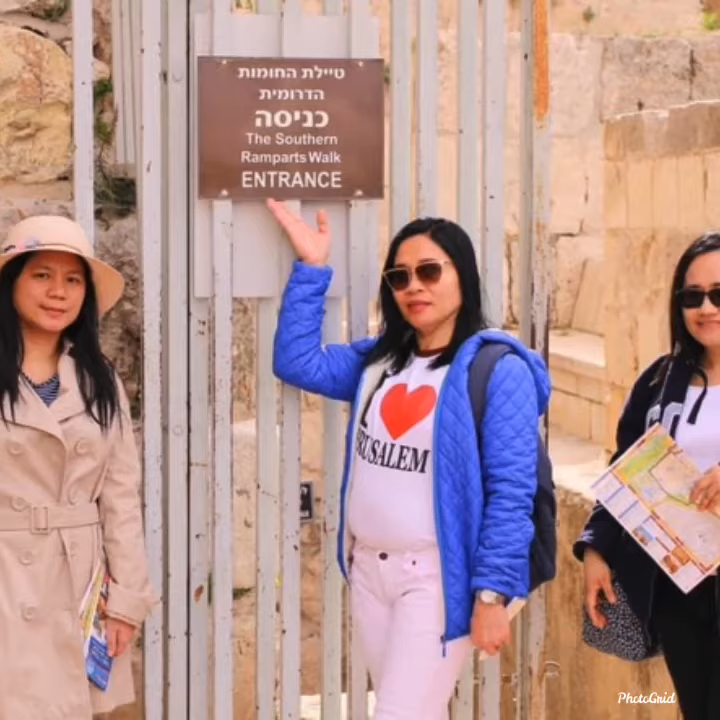 טיילת החומות
הדרומית
כניסה
The Southern
Ramparts Walk
ENTRANCE
I ♥
JERUSALEM
PhotoGrid